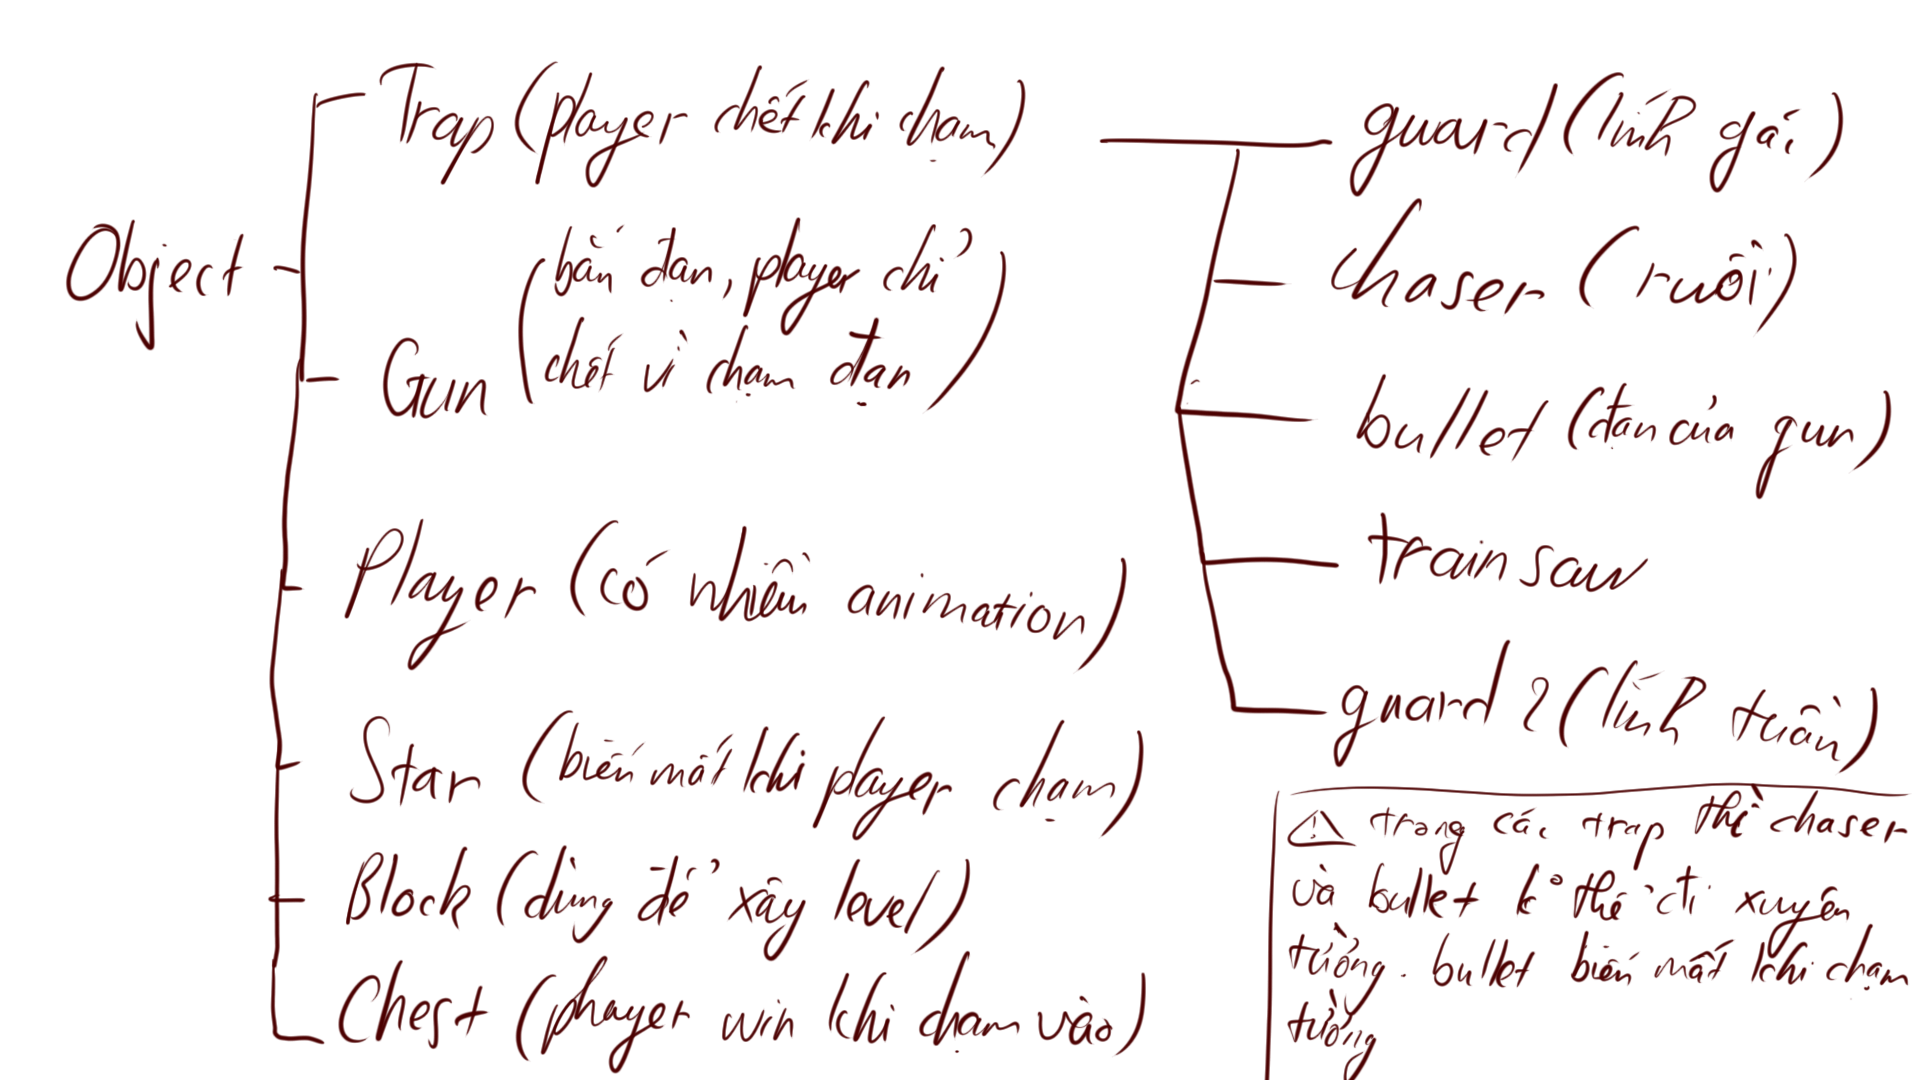 Object
Trap (player chết khi chạm)
Gun (bắn đạn, player chỉ
chết vì chạm đạn)
Player (có nhiều animation)
Star (biến mất khi player chạm)
Block (dùng để xây level)
Chest (phayer win khi chạm vào)
guard (lính gác)
chaser (ruồi)
bullet (đạn của gun)
train saw
guard 2 (lính tuần)
⚠ trong các trap thì chaser
và bullet k° thể đi xuyên
tường. bullet biến mất khi chạm
tường